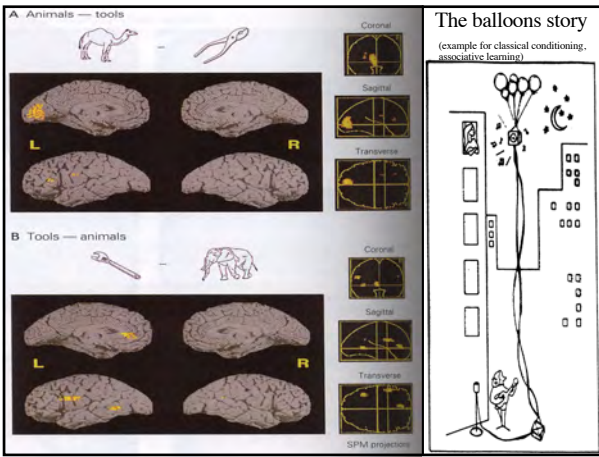 A Animals — tools
Coronal
Sagittal
L
R
Transverse
B Tools — animals
Coronal
Sagittal
L
R
Transverse
SPM projections
The balloons story
(example for classical conditioning,
associative learning)